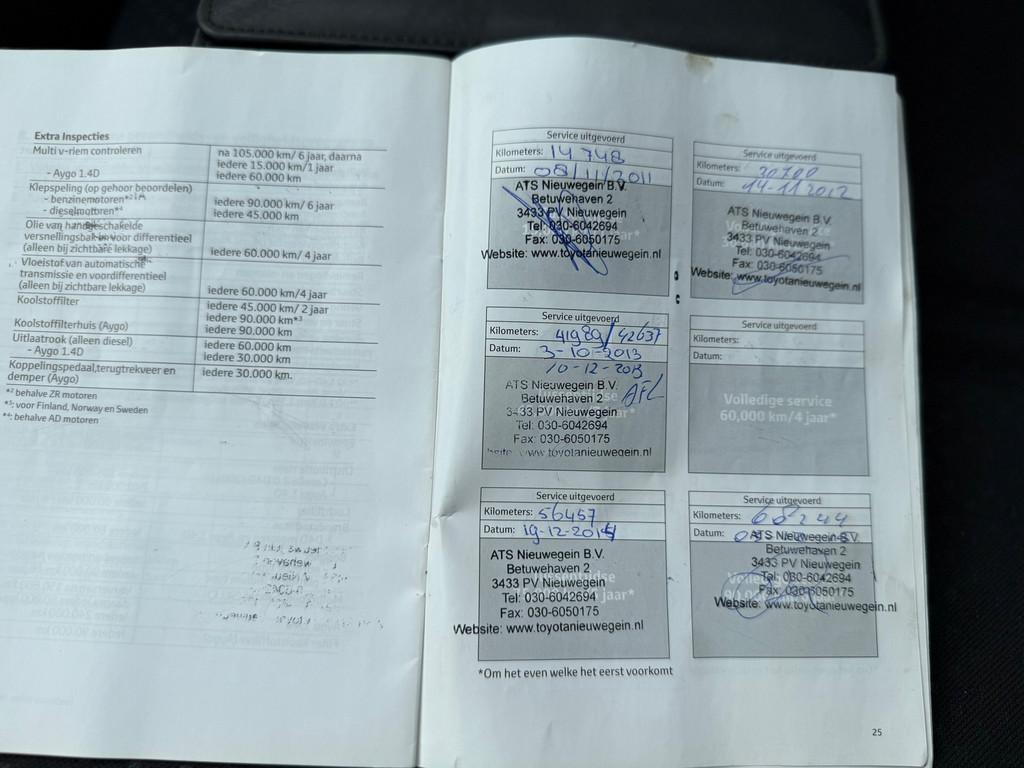 Extra Inspecties
Multi v-riem controleren
na 105.000 km/ 6 jaar, daarna
iedere 15.000 km/1 jaar
- Aygo 1.4D
iedere 60.000 km
Klepspeling (op gehoor beoordelen)
- benzinemotoren*
iedere 90.000 km/ 6 jaar
- dieselmotoren*
iedere 45.000 km
Olie van handgeschakelde
versnellingsbak en voor differentieel
(alleen bij zichtbare lekkage)
iedere 60.000 km/ 4 jaar
Vloeistof van automatische
transmissie en voordifferentieel
(alleen bij zichtbare lekkage)
iedere 60.000 km/4 jaar
Koolstoffilter
iedere 45.000 km/ 2 jaar
iedere 90.000 km*3
Koolstoffilterhuis (Aygo)
iedere 90.000 km
Uitlaatrook (alleen diesel)
iedere 60.000 km
- Aygo 1.4D
iedere 30.000 km
Koppelingspedaal,terugtrekveer en
demper (Aygo)
iedere 30.000 km.
*2 behalve ZR motoren
*3: voor Finland, Norway en Sweden
*4: behalve AD motoren
Service uitgevoerd
Kilometers: 14748
Datum: 08/11/2011
ATS Nieuwegein B.V.
Betuwehaven 2
3433 PV Nieuwegein
Tel: 030-6042694
Fax: 030-6050175
Website: www.toyotanieuwegein.nl
Service uitgevoerd
Kilometers:
Datum: 14-11-2012
ATS Nieuwegein B.V.
Betuwehaven 2
3433 PV Nieuwegein
Tel: 030-6042694
Fax: 030-6050175
Website: www.toyotanieuwegein.nl
Service uitgevoerd
Kilometers: 41989/42637
Datum: 3-10-2013
10-12-2013
ATS Nieuwegein B.V.
Betuwehaven 2
3433 PV Nieuwegein
Tel: 030-6042694
Fax: 030-6050175
www.toyotanieuwegein.nl
Service uitgevoerd
Kilometers:
Datum:
Volledige service
60,000 km/4 jaar*
Service uitgevoerd
Kilometers: 56457
Datum: 19-12-2014
ATS Nieuwegein B.V.
Betuwehaven 2
3433 PV Nieuwegein
Tel: 030-6042694
Fax: 030-6050175
jaar*
Website: www.toyotanieuwegein.nl
Service uitgevoerd
Kilometers: 68244
Datum:
ATS Nieuwegein B.V.
Betuwehaven 2
3433 PV Nieuwegein
Tel: 030-6042694
Fax: 030-6050175
Website: www.toyotanieuwegein.nl
*Om het even welke het eerst voorkomt
25